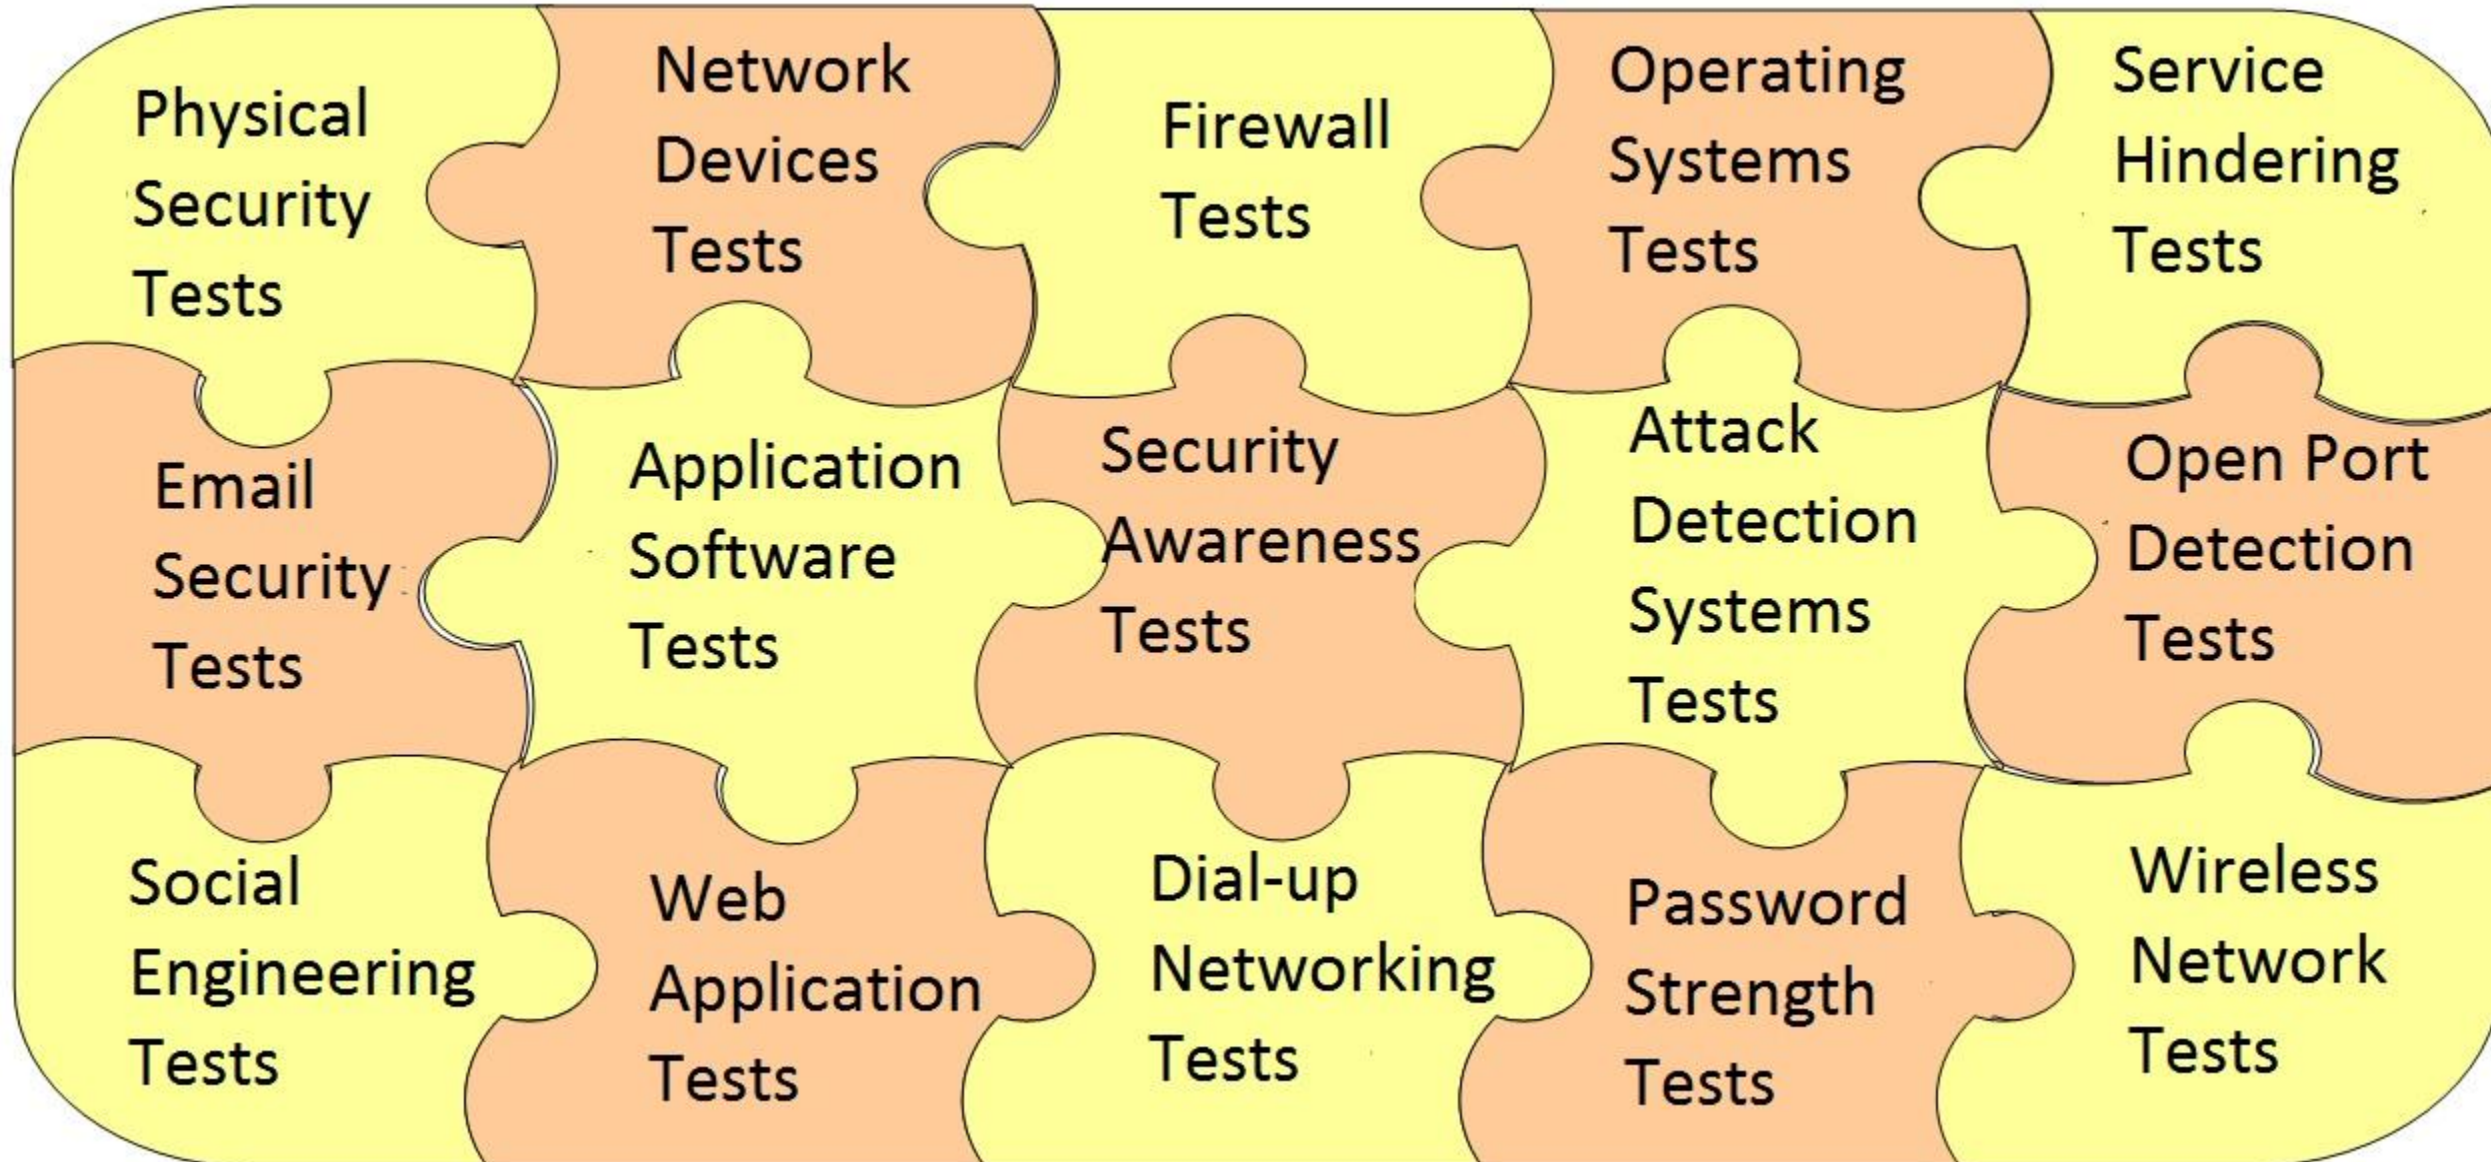 Physical
Security
Tests
Network
Devices
Tests
Firewall
Tests
Operating
Systems
Tests
Service
Hindering
Tests
Email
Security
Tests
Application
Software
Tests
Security
Awareness
Tests
Attack
Detection
Systems
Tests
Open Port
Detection
Tests
Social
Engineering
Tests
Web
Application
Tests
Dial-up
Networking
Tests
Password
Strength
Tests
Wireless
Network
Tests